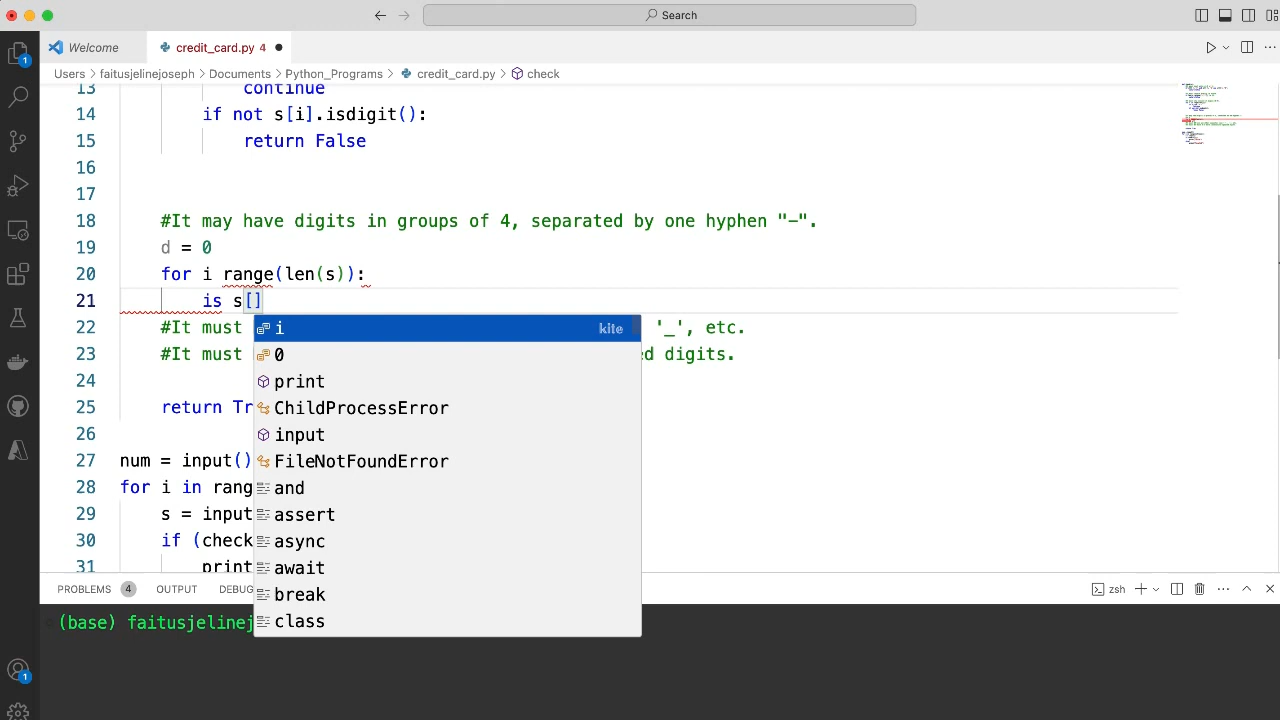 Search
Welcome
credit_card.py 4
Users > faitusjelinejoseph > Documents > Python_Programs > credit_card.py > check
13 continue
14 if not s[i].isdigit():
15 return False
16
17
18 #It may have digits in groups of 4, separated by one hyphen "-".
19 d = 0
20 for i range(len(s)):
21 is s[]
22 #It must '_', etc.
23 #It must d digits.
24
25 return Tr
26
27 num = input()
28 for i in rang
29 s = input
30 if (check
31 print
i kite
0
print
ChildProcessError
input
FileNotFoundError
and
assert
async
await
break
class
PROBLEMS 4 OUTPUT DEBUG zsh
(base) faitusjelinej
1
1